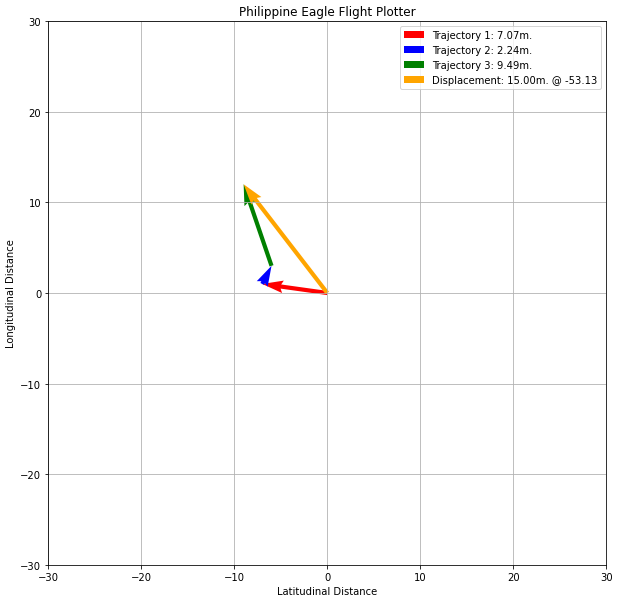 Philippine Eagle Flight Plotter
Trajectory 1: 7.07m.
Trajectory 2: 2.24m.
Trajectory 3: 9.49m.
Displacement: 15.00m. @ -53.13
30
20
10
0
−10
−20
−30
Longitudinal Distance
−30 −20 −10 0 10 20 30
Latitudinal Distance